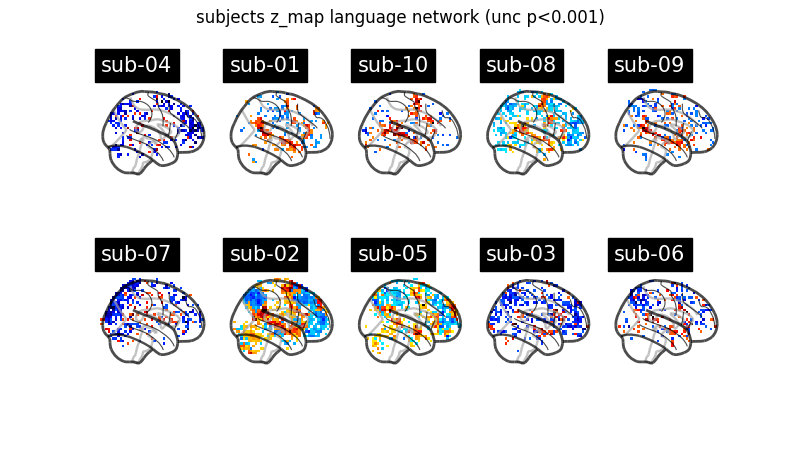 subjects z_map language network (unc p<0.001)
sub-04
sub-01
sub-10
sub-08
sub-09
sub-07
sub-02
sub-05
sub-03
sub-06